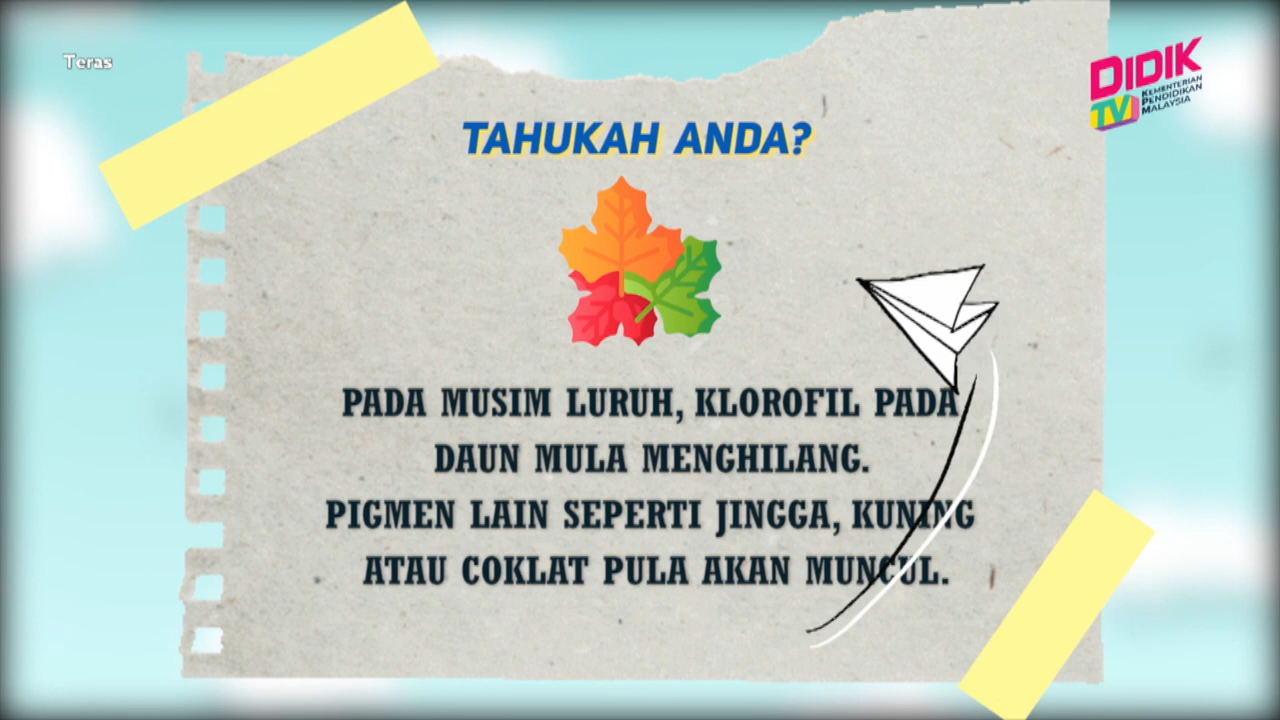 Teras
DIDIK
TV
KEMENTERIAN
PENDIDIKAN
MALAYSIA
TAHUKAH ANDA?
PADA MUSIM LURUH, KLOROFIL PADA
DAUN MULA MENGHILANG.
PIGMEN LAIN SEPERTI JINGGA, KUNING
ATAU COKLAT PULA AKAN MUNCUL.